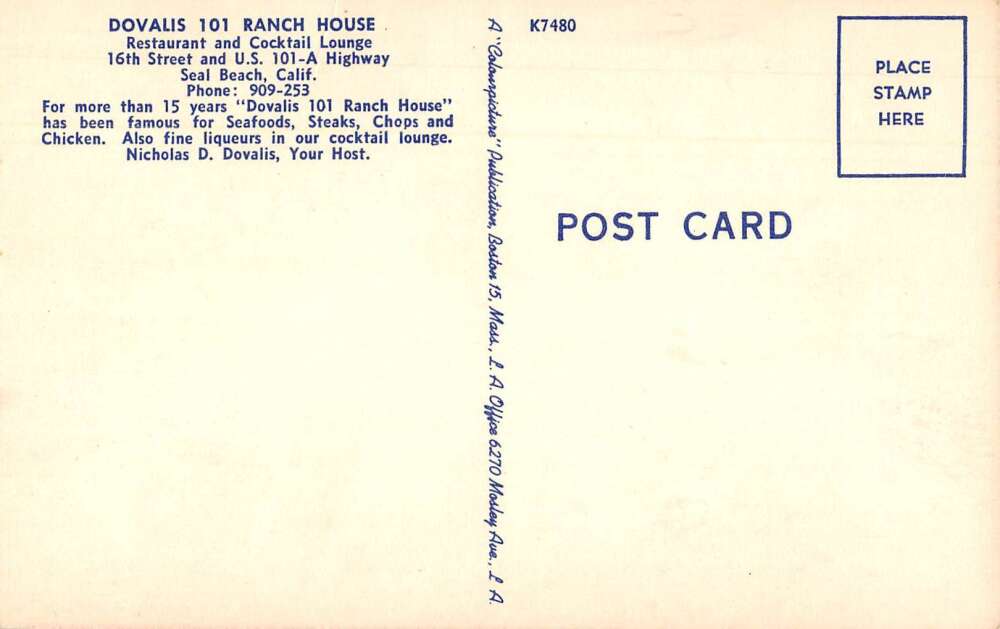 DOVALIS 101 RANCH HOUSE
Restaurant and Cocktail Lounge
16th Street and U.S. 101-A Highway
Seal Beach, Calif.
Phone: 909-253
For more than 15 years "Dovalis 101 Ranch House"
has been famous for Seafoods, Steaks, Chops and
Chicken. Also fine liqueurs in our cocktail lounge.
Nicholas D. Dovalis, Your Host.
A "Colourpicture" Publication, Boston 15, Mass., L. A. Office 6270 Mosley Ave., L A.
K7480
PLACE
STAMP
HERE
POST CARD